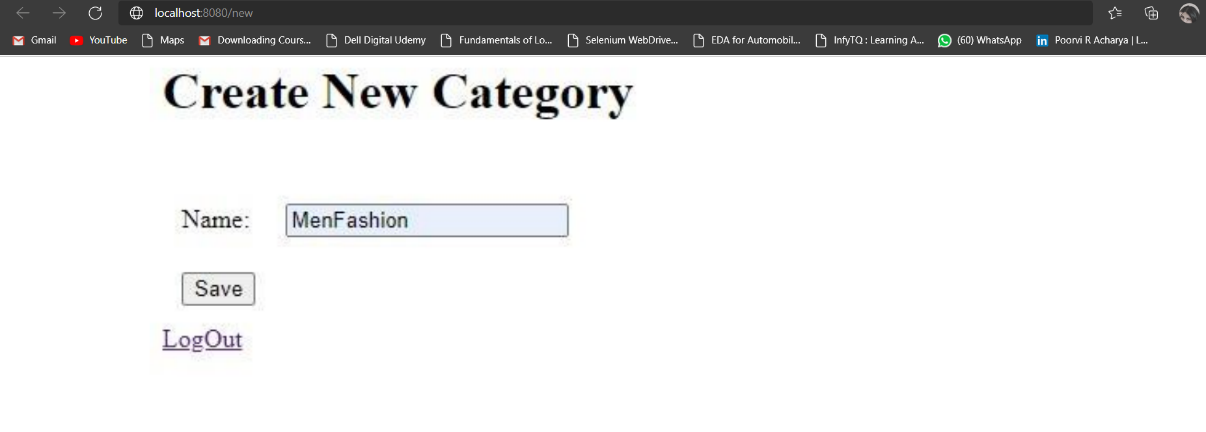 localhost:8080/new
Gmail YouTube Maps Downloading Cours... Dell Digital Udemy Fundamentals of Lo... Selenium WebDrive... EDA for Automobil... InfyTQ : Learning A... (60) WhatsApp Poorvi R Acharya | L...
Create New Category
Name: MenFashion
Save
LogOut